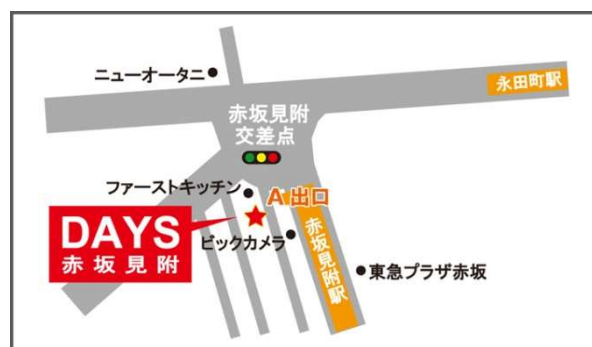 ニューオータニ
永田町駅
赤坂見附
交差点
ファーストキッチン
A 出口
DAYS
赤坂見附
ビックカメラ
赤坂見附駅
東急プラザ赤坂